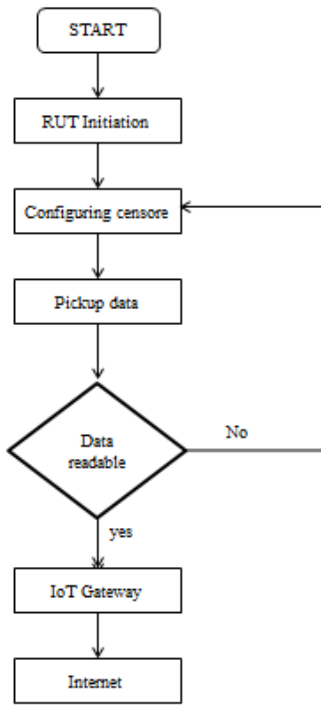 START
RUT Initiation
Configuring censore
Pickup data
Data
readable
No
yes
IoT Gateway
Internet